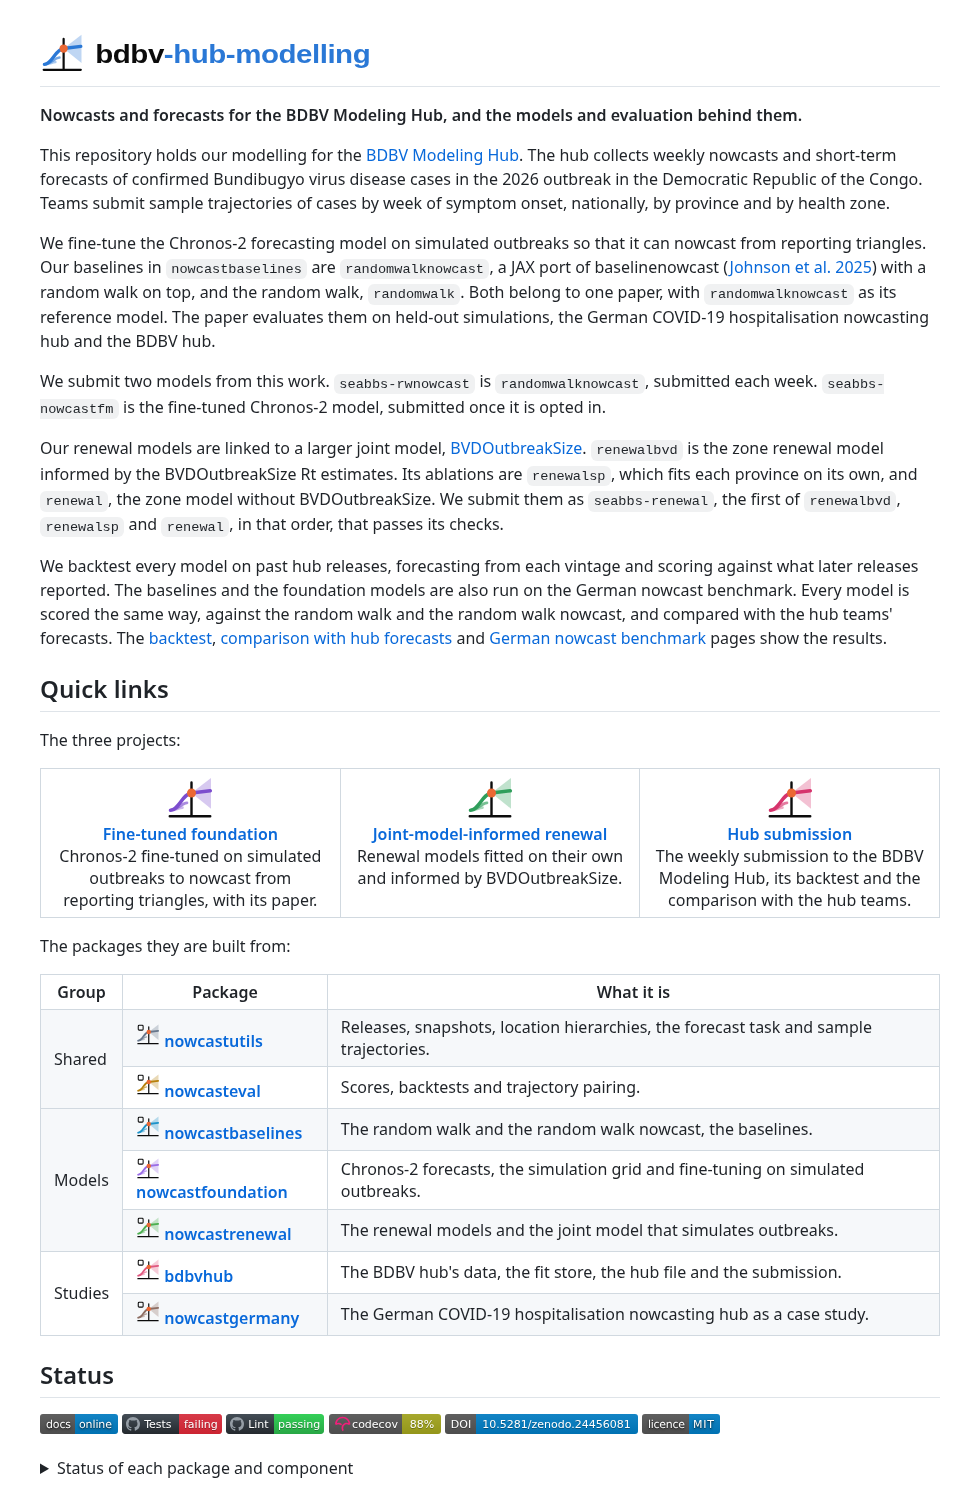 bdbv-hub-modelling
Nowcasts and forecasts for the BDBV Modeling Hub, and the models and evaluation behind them.
This repository holds our modelling for the BDBV Modeling Hub. The hub collects weekly nowcasts and short-term
forecasts of confirmed Bundibugyo virus disease cases in the 2026 outbreak in the Democratic Republic of the Congo.
Teams submit sample trajectories of cases by week of symptom onset, nationally, by province and by health zone.
We fine-tune the Chronos-2 forecasting model on simulated outbreaks so that it can nowcast from reporting triangles.
Our baselines in nowcastbaselines are randomwalknowcast, a JAX port of baselinenowcast (Johnson et al. 2025) with a
random walk on top, and the random walk, randomwalk. Both belong to one paper, with randomwalknowcast as its
reference model. The paper evaluates them on held-out simulations, the German COVID-19 hospitalisation nowcasting
hub and the BDBV hub.
We submit two models from this work. seabbs-rwnowcast is randomwalknowcast, submitted each week. seabbs-
nowcastfm is the fine-tuned Chronos-2 model, submitted once it is opted in.
Our renewal models are linked to a larger joint model, BVDOutbreakSize. renewalbvd is the zone renewal model
informed by the BVDOutbreakSize Rt estimates. Its ablations are renewalsp, which fits each province on its own, and
renewal, the zone model without BVDOutbreakSize. We submit them as seabbs-renewal, the first of renewalbvd,
renewalsp and renewal, in that order, that passes its checks.
We backtest every model on past hub releases, forecasting from each vintage and scoring against what later releases
reported. The baselines and the foundation models are also run on the German nowcast benchmark. Every model is
scored the same way, against the random walk and the random walk nowcast, and compared with the hub teams'
forecasts. The backtest, comparison with hub forecasts and German nowcast benchmark pages show the results.
Quick links
The three projects:
Fine-tuned foundation
Chronos-2 fine-tuned on simulated
outbreaks to nowcast from
reporting triangles, with its paper.
Joint-model-informed renewal
Renewal models fitted on their own
and informed by BVDOutbreakSize.
Hub submission
The weekly submission to the BDBV
Modeling Hub, its backtest and the
comparison with the hub teams.
The packages they are built from:
Group Package What it is
Shared
nowcastutils
Releases, snapshots, location hierarchies, the forecast task and sample
trajectories.
nowcasteval
Scores, backtests and trajectory pairing.
Models
nowcastbaselines
The random walk and the random walk nowcast, the baselines.
nowcastfoundation
Chronos-2 forecasts, the simulation grid and fine-tuning on simulated
outbreaks.
nowcastrenewal
The renewal models and the joint model that simulates outbreaks.
Studies
bdbvhub
The BDBV hub's data, the fit store, the hub file and the submission.
nowcastgermany
The German COVID-19 hospitalisation nowcasting hub as a case study.
Status
docs online Tests failing Lint passing codecov 88% DOI 10.5281/zenodo.24456081 licence MIT
Status of each package and component